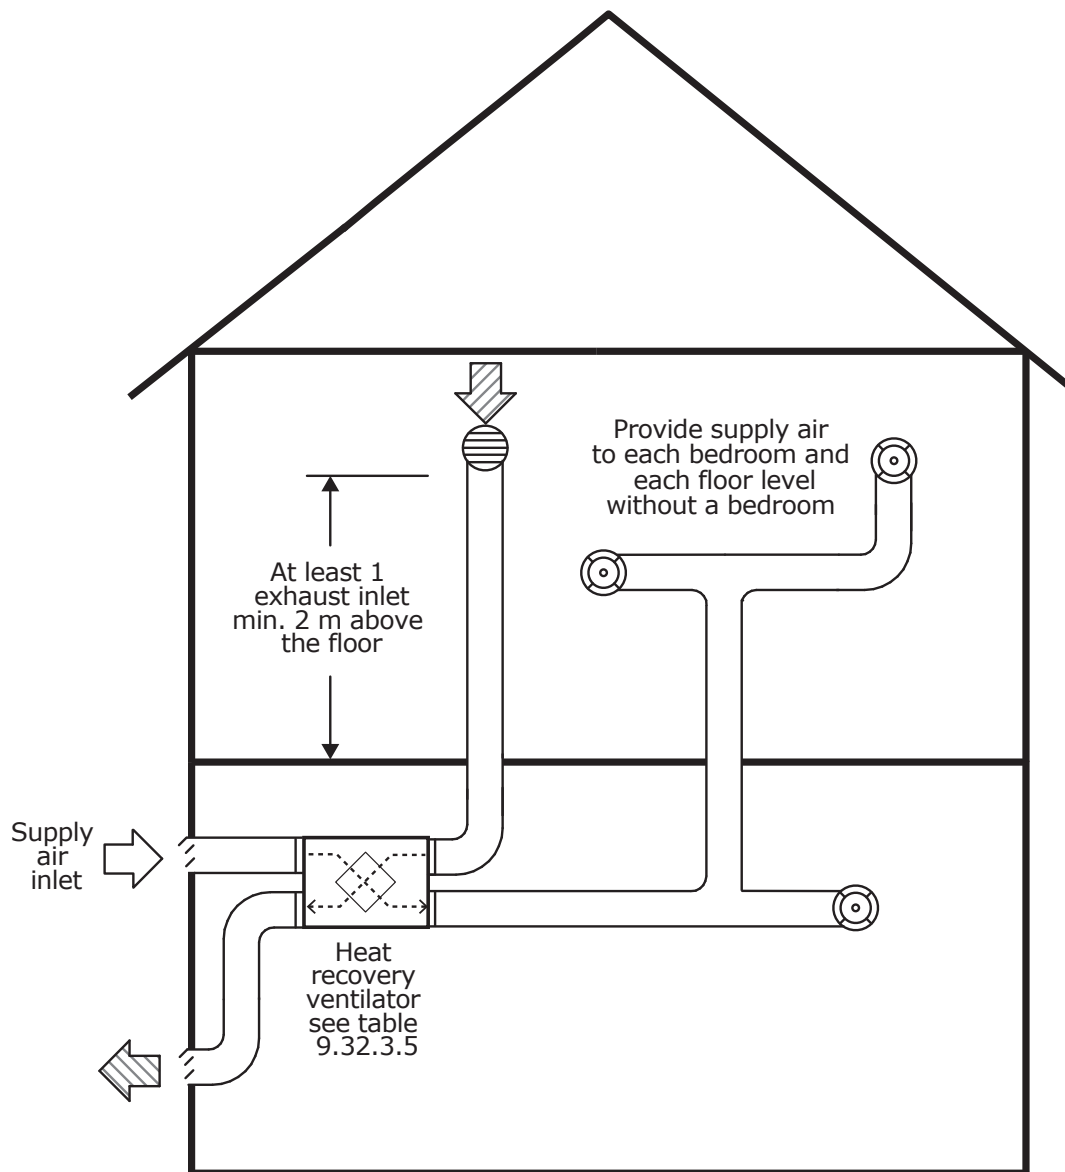 Provide supply air
to each bedroom and
each floor level
without a bedroom
At least 1
exhaust inlet
min. 2 m above
the floor
Supply
air
inlet
Heat
recovery
ventilator
see table
9.32.3.5